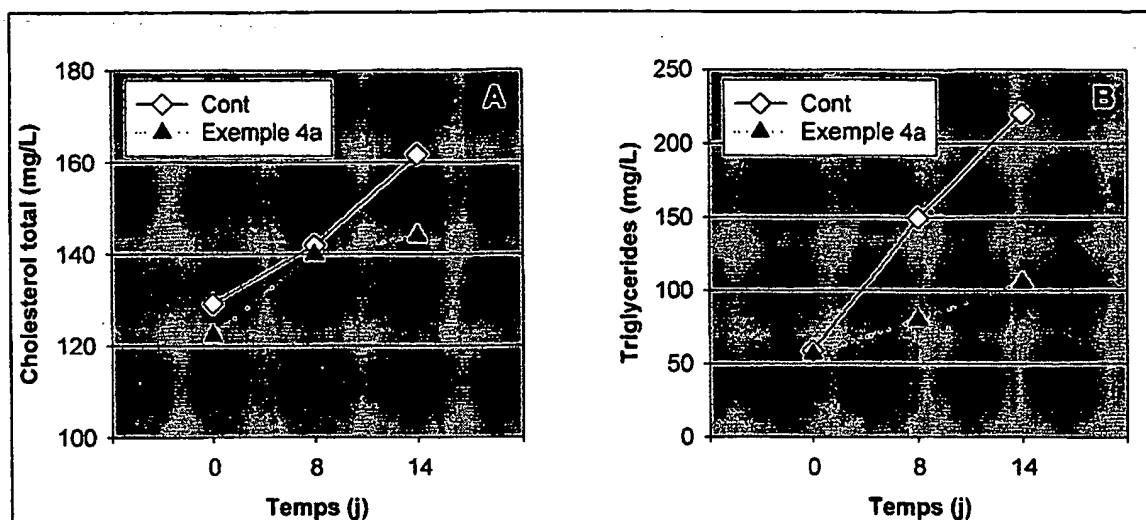 A
Cont
Exemple 4a
180
160
140
120
100
Cholesterol total (mg/L)
0 8 14
Temps (j)
B
Cont
Exemple 4a
250
200
150
100
50
0
Triglycerides (mg/L)
0 8 14
Temps (j)